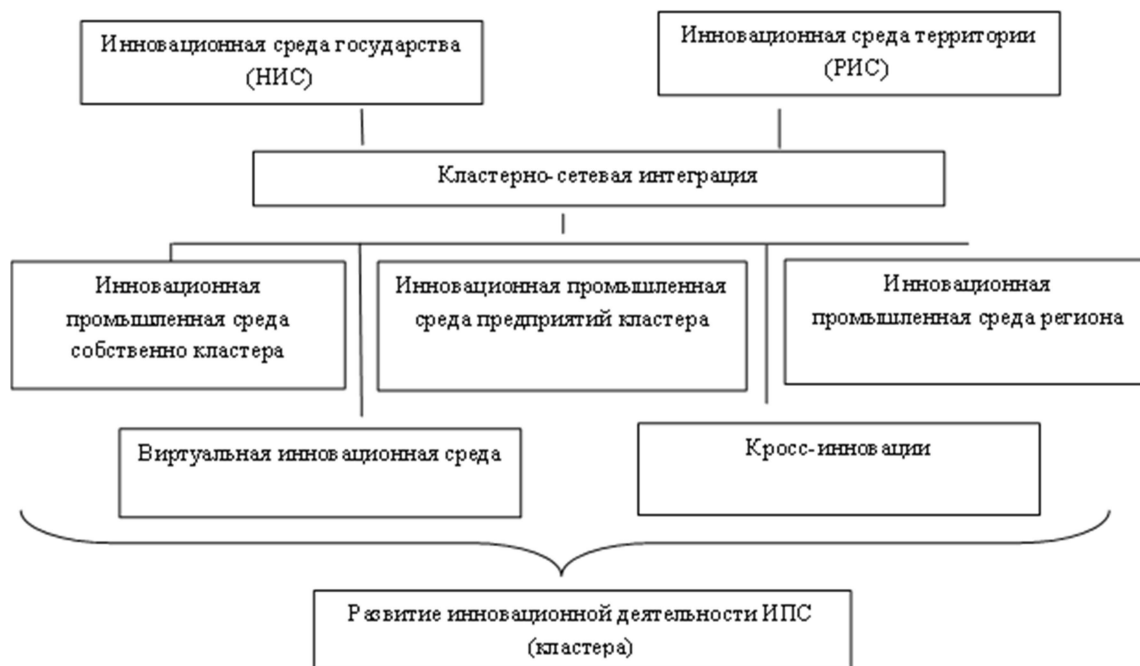 Инновационная среда государства
(НИС)
Инновационная среда территории
(РИС)
Кластерно-сетевая интеграция
Инновационная
промышленная среда
собственно кластера
Инновационная промышленная
среда предприятий кластера
Инновационная
промышленная среда региона
Виртуальная инновационная среда
Кросс-инновации
Развитие инновационной деятельности ИПС
(кластера)